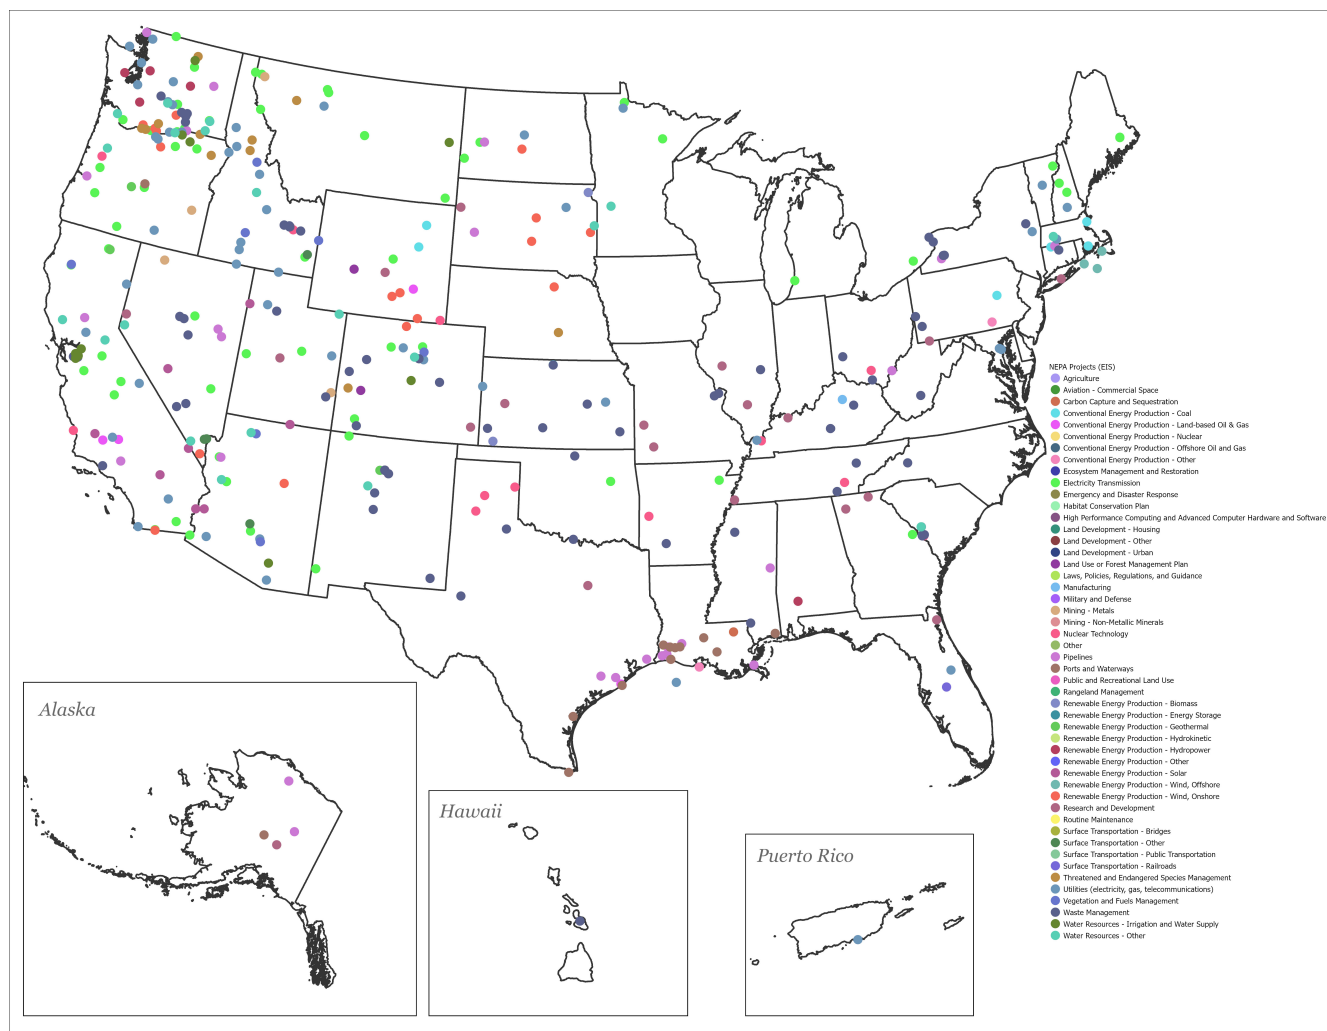 NEPA Projects (EIS)
Agriculture
Aviation - Commercial Space
Carbon Capture and Sequestration
Conventional Energy Production - Coal
Conventional Energy Production - Land-based Oil & Gas
Conventional Energy Production - Nuclear
Conventional Energy Production - Offshore Oil and Gas
Conventional Energy Production - Other
Ecosystem Management and Restoration
Electricity Transmission
Emergency and Disaster Response
Habitat Conservation Plan
High Performance Computing and Advanced Computer Hardware and Software
Land Development - Housing
Land Development - Other
Land Development - Urban
Land Use or Forest Management Plan
Laws, Policies, Regulations, and Guidance
Manufacturing
Military and Defense
Mining - Metals
Mining - Non-Metallic Minerals
Nuclear Technology
Other
Pipelines
Ports and Waterways
Public and Recreational Land Use
Rangeland Management
Renewable Energy Production - Biomass
Renewable Energy Production - Energy Storage
Renewable Energy Production - Geothermal
Renewable Energy Production - Hydrokinetic
Renewable Energy Production - Hydropower
Renewable Energy Production - Other
Renewable Energy Production - Solar
Renewable Energy Production - Wind, Offshore
Renewable Energy Production - Wind, Onshore
Research and Development
Routine Maintenance
Surface Transportation - Bridges
Surface Transportation - Other
Surface Transportation - Public Transportation
Surface Transportation - Railroads
Threatened and Endangered Species Management
Utilities (electricity, gas, telecommunications)
Vegetation and Fuels Management
Waste Management
Water Resources - Irrigation and Water Supply
Water Resources - Other
Alaska
Hawaii
Puerto Rico